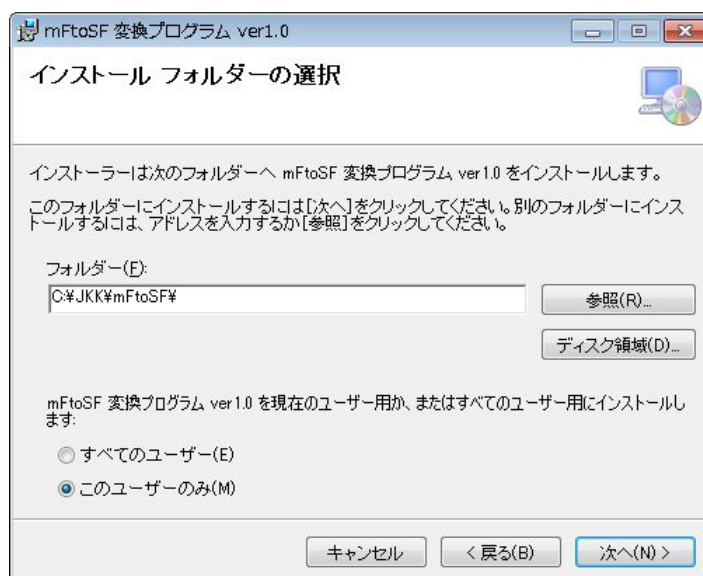 mFtoSF 変換プログラム ver1.0
インストール フォルダーの選択
インストーラーは次のフォルダーへ mFtoSF 変換プログラム ver1.0 をインストールします。
このフォルダーにインストールするには[次へ]をクリックしてください。別のフォルダーにインス
トールするには、アドレスを入力するか[参照]をクリックしてください。
フォルダー(F):
C:¥JKK¥mFtoSF¥
参照(R)...
ディスク領域(D)...
mFtoSF 変換プログラム ver1.0 を現在のユーザー用か、またはすべてのユーザー用にインストールし
ます:
すべてのユーザー(E)
このユーザーのみ(M)
キャンセル
< 戻る(B)
次へ(N) >